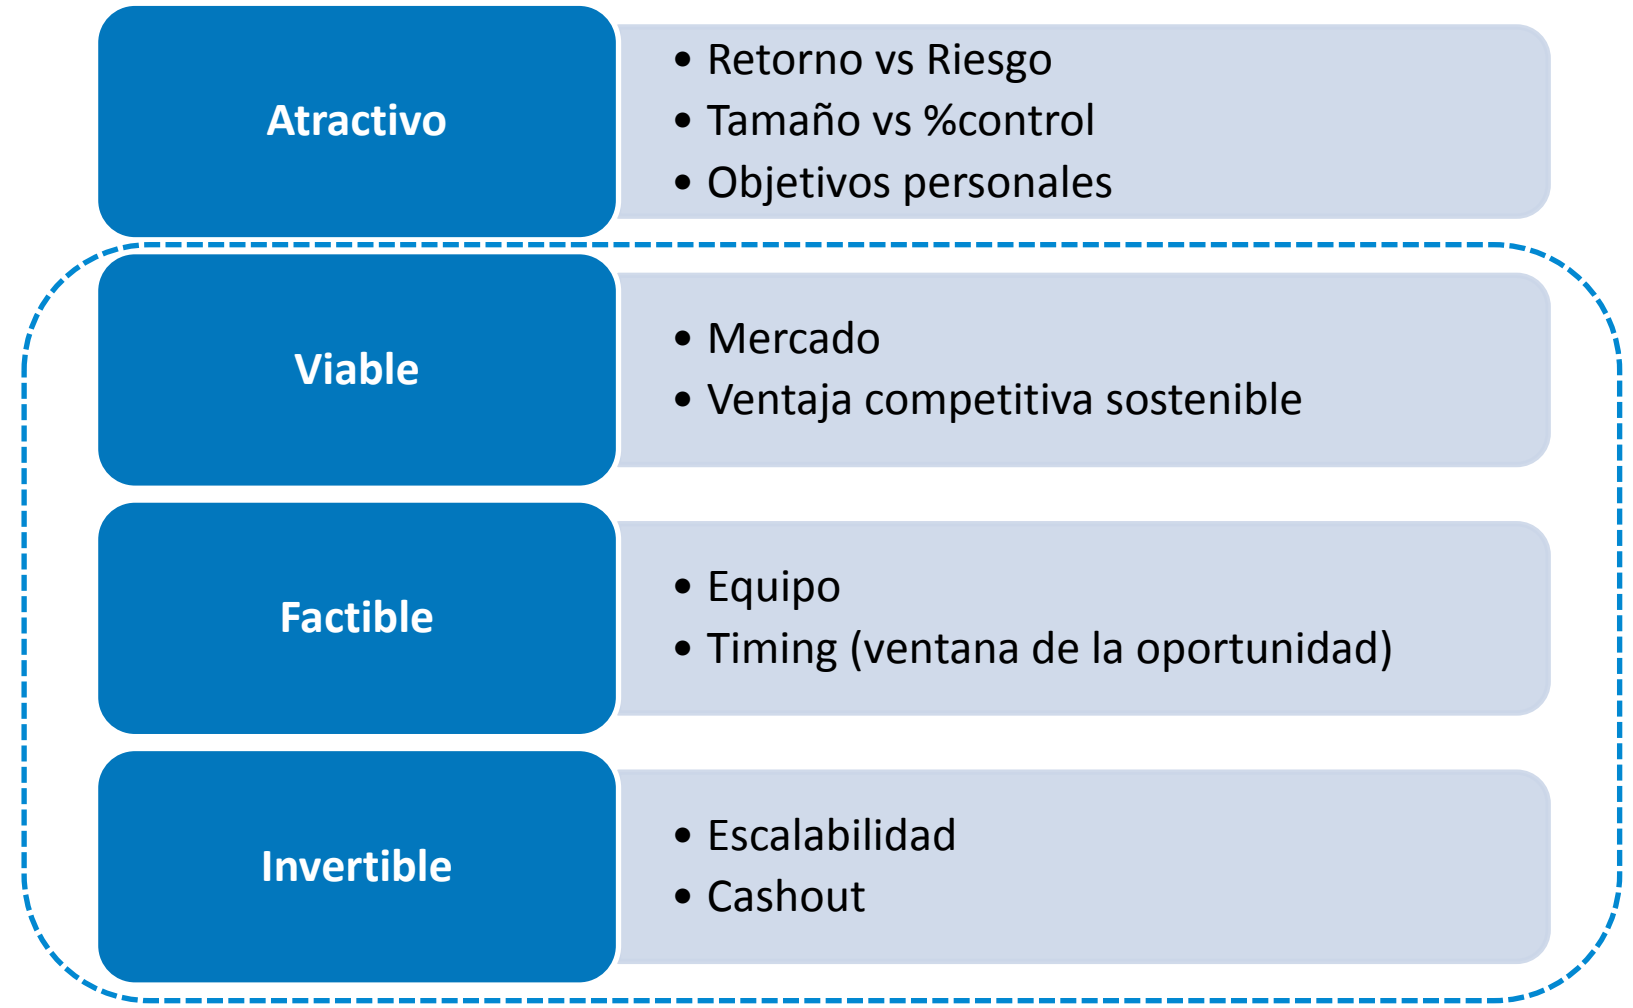 Atractivo
• Retorno vs Riesgo
• Tamaño vs %control
• Objetivos personales
Viable
• Mercado
• Ventaja competitiva sostenible
Factible
• Equipo
• Timing (ventana de la oportunidad)
Invertible
• Escalabilidad
• Cashout